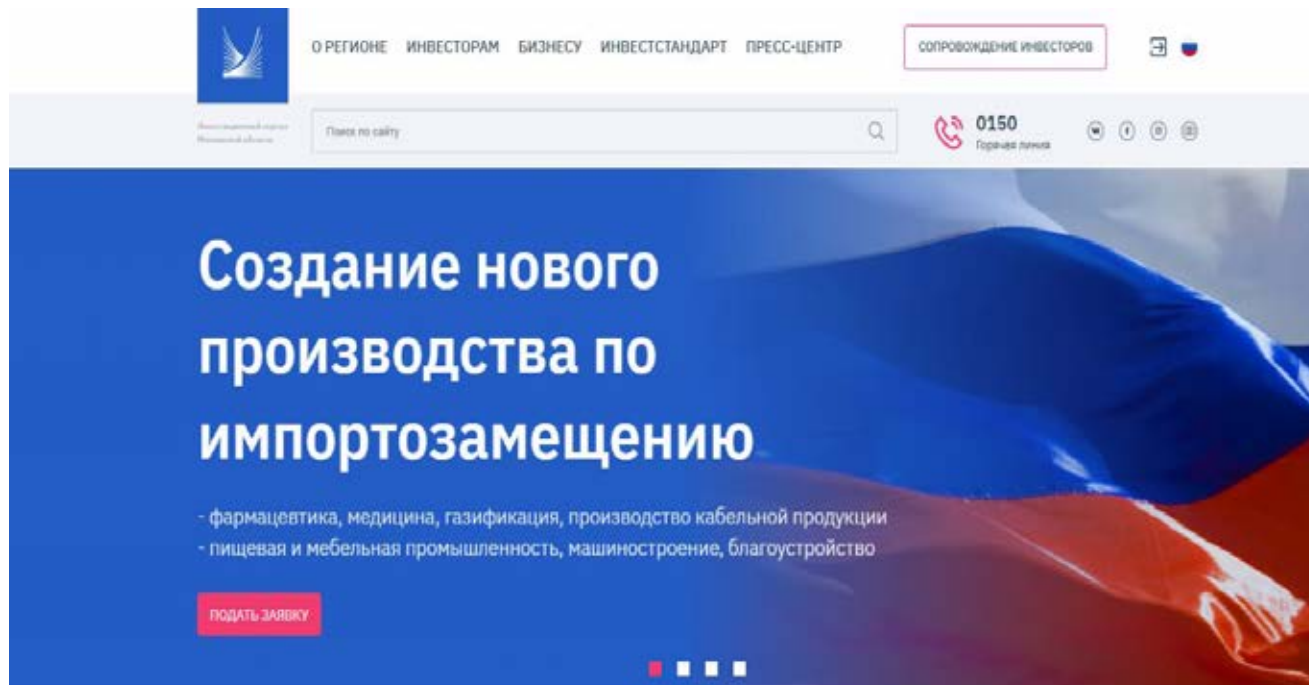 О РЕГИОНЕ ИНВЕСТОРАМ БИЗНЕСУ ИНВЕСТСТАНДАРТ ПРЕСС-ЦЕНТР СОПРОВОЖДЕНИЕ ИНВЕСТОРОВ
Поиск по сайту
0150
Горячая линия
Создание нового
производства по
импортозамещению
- фармацевтика, медицина, газификация, производство кабельной продукции
- пищевая и мебельная промышленность, машиностроение, благоустройство
ПОДАТЬ ЗАЯВКУ